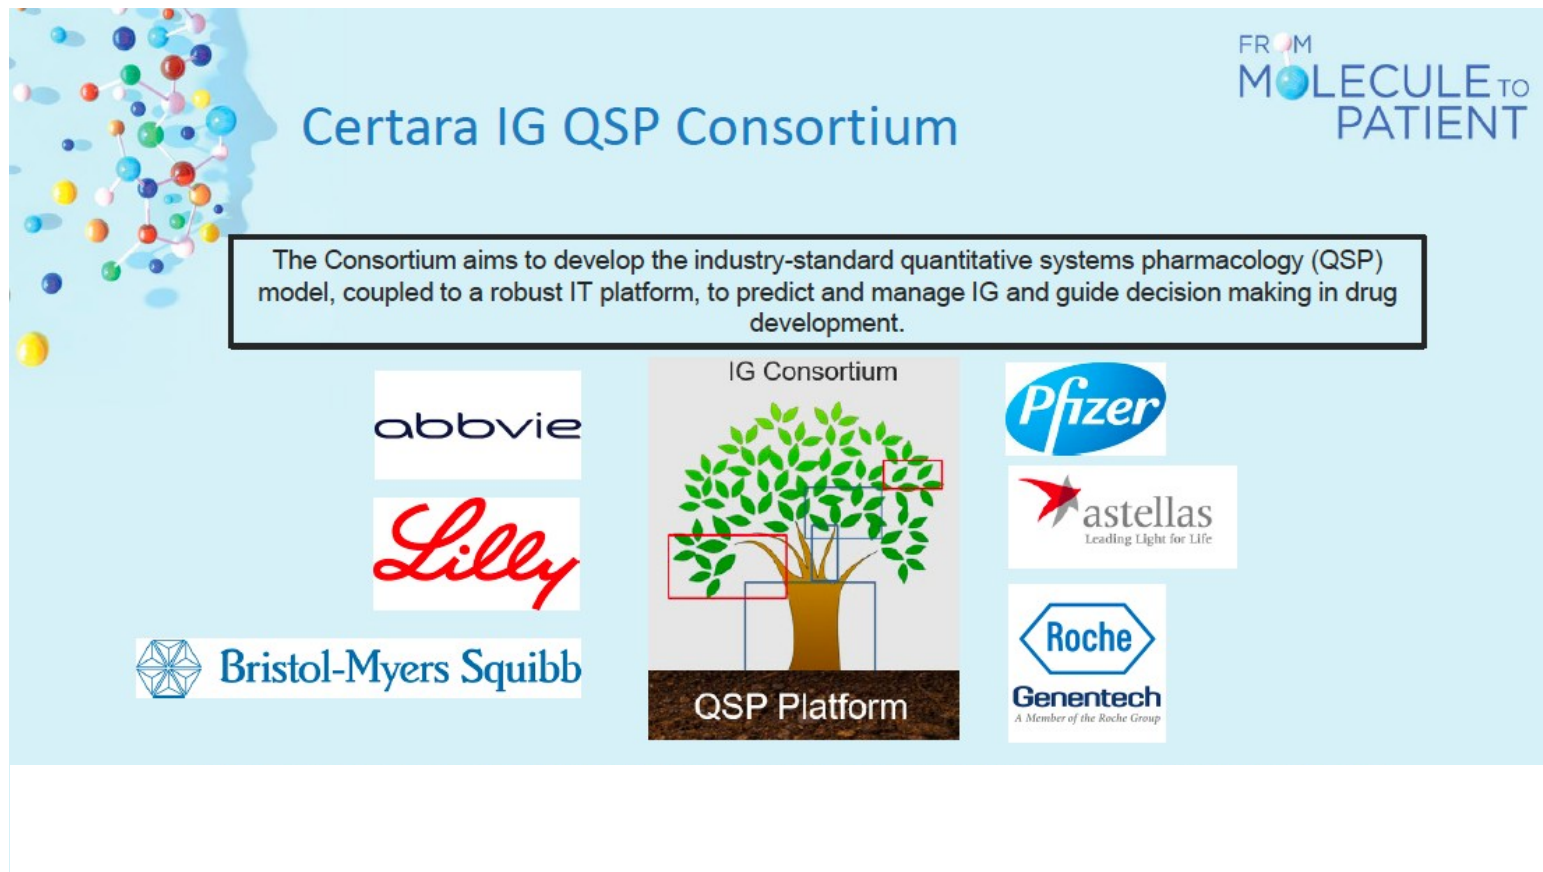 FROM
MOLECULE TO
PATIENT
Certara IG QSP Consortium
The Consortium aims to develop the industry-standard quantitative systems pharmacology (QSP)
model, coupled to a robust IT platform, to predict and manage IG and guide decision making in drug
development.
abbvie
Lilly
Bristol-Myers Squibb
IG Consortium
QSP Platform
Pfizer
astellas
Leading Light for Life
Roche
Genentech
A Member of the Roche Group